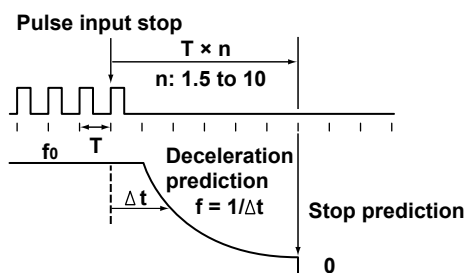 Pulse input stop
T × n
n: 1.5 to 10
T
f0
Deceleration
prediction
f = 1/Δt
Δt
Stop prediction
0